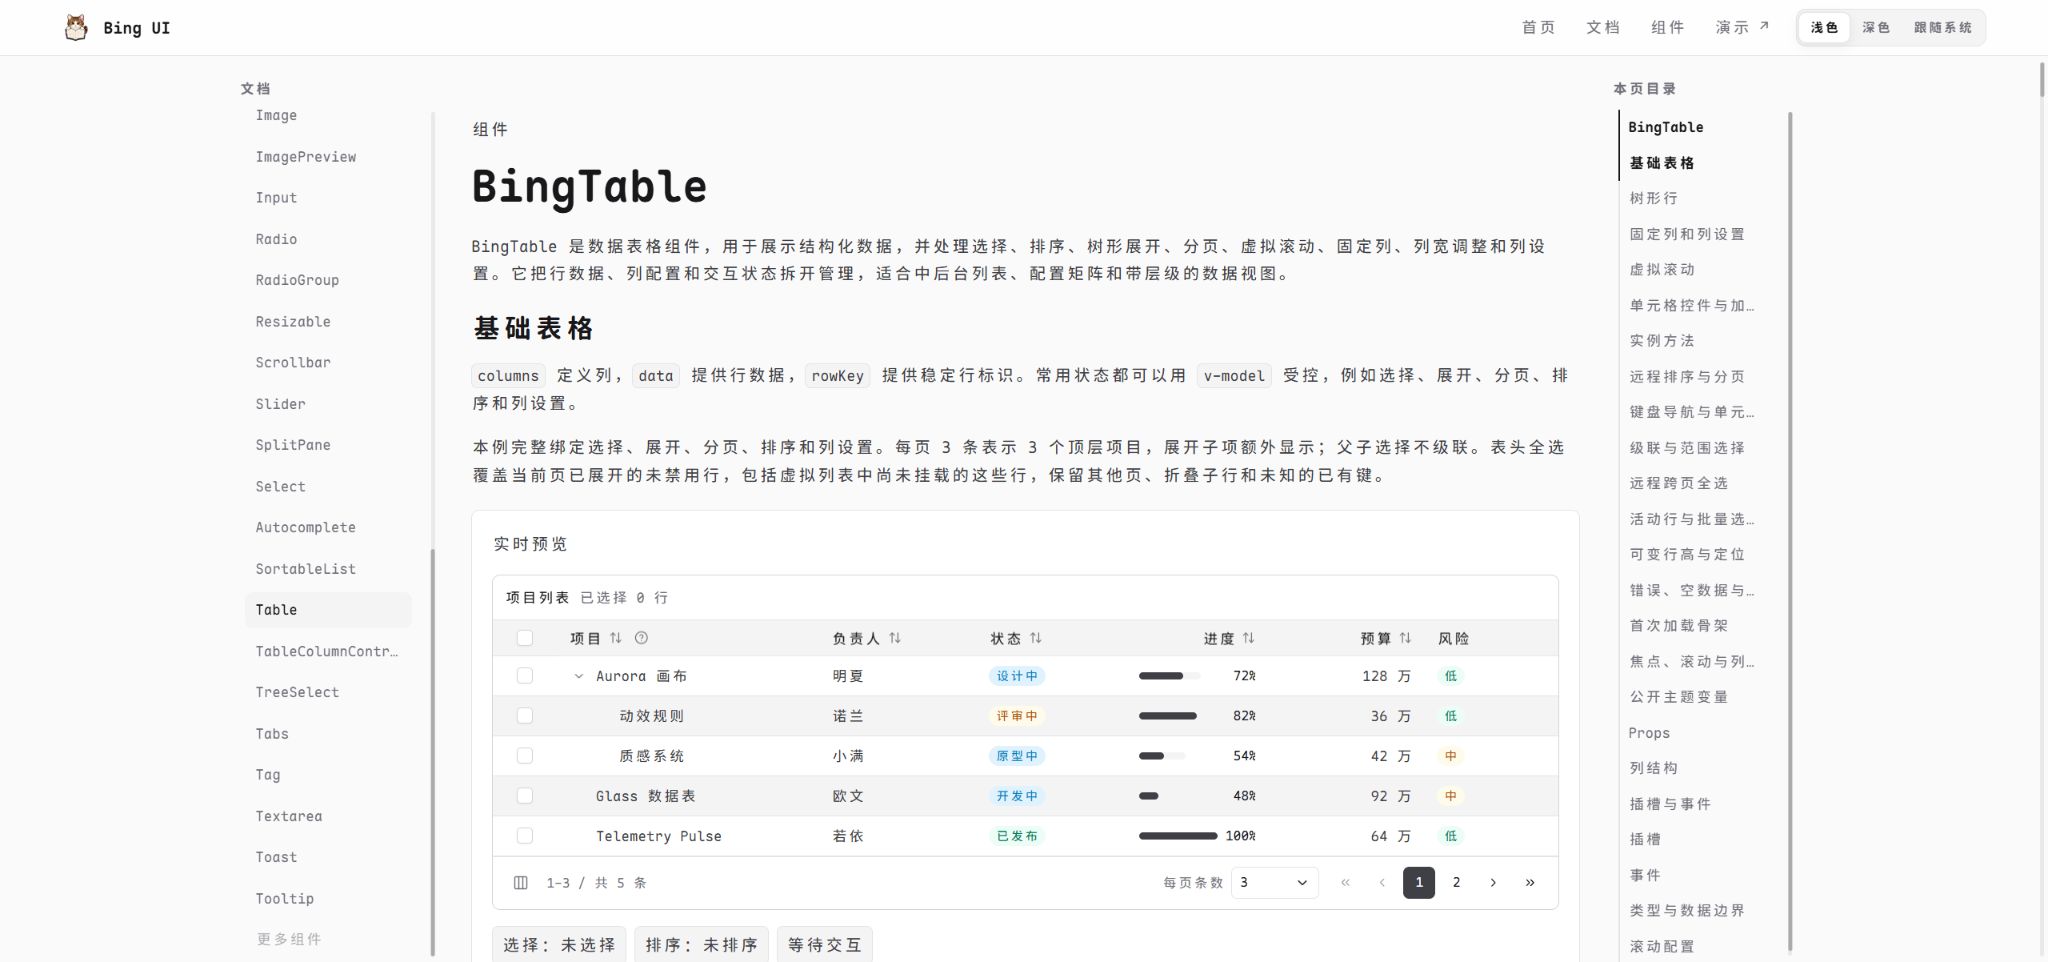 Bing UI
首页
文档
组件
演示 ↗
浅色
深色
跟随系统
文档
Image
ImagePreview
Input
Radio
RadioGroup
Resizable
Scrollbar
Slider
SplitPane
Select
Autocomplete
SortableList
Table
TableColumnContr…
TreeSelect
Tabs
Tag
Textarea
Toast
Tooltip
更多组件
组件
BingTable
BingTable 是数据表格组件，用于展示结构化数据，并处理选择、排序、树形展开、分页、虚拟滚动、固定列、列宽调整和列设
置。它把行数据、列配置和交互状态拆开管理，适合中后台列表、配置矩阵和带层级的数据视图。
基础表格
columns 定义列，data 提供行数据，rowKey 提供稳定行标识。常用状态都可以用 v-model 受控，例如选择、展开、分页、排
序和列设置。
本例完整绑定选择、展开、分页、排序和列设置。每页 3 条表示 3 个顶层项目，展开子项额外显示；父子选择不级联。表头全选
覆盖当前页已展开的未禁用行，包括虚拟列表中尚未挂载的这些行，保留其他页、折叠子行和未知的已有键。
实时预览
项目列表 已选择 0 行
项目 负责人 状态 进度 预算 风险
Aurora 画布 明夏 设计中 72% 128 万 低
动效规则 诺兰 评审中 82% 36 万 低
质感系统 小满 原型中 54% 42 万 中
Glass 数据表 欧文 开发中 48% 92 万 中
Telemetry Pulse 若依 已发布 100% 64 万 低
1-3 / 共 5 条 每页条数 3 « ‹ 1 2 › »
选择：未选择 排序：未排序 等待交互
本页目录
BingTable
基础表格
树形行
固定列和列设置
虚拟滚动
单元格控件与加…
实例方法
远程排序与分页
键盘导航与单元…
级联与范围选择
远程跨页全选
活动行与批量选…
可变行高与定位
错误、空数据与…
首次加载骨架
焦点、滚动与列…
公开主题变量
Props
列结构
插槽与事件
插槽
事件
类型与数据边界
滚动配置